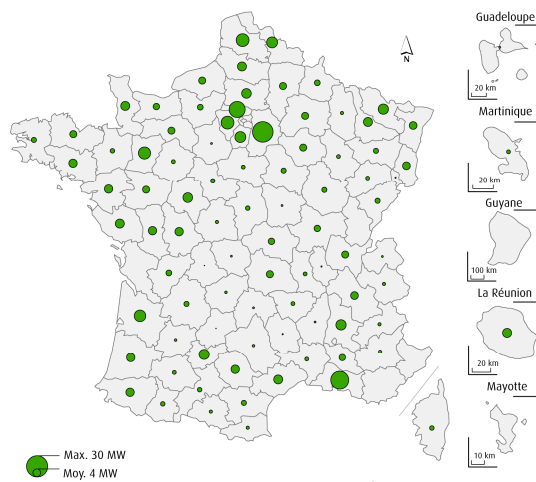 Guadeloupe
20 km
N
Martinique
20 km
Guyane
100 km
La Réunion
20 km
Mayotte
10 km
Max. 30 MW
Moy. 4 MW